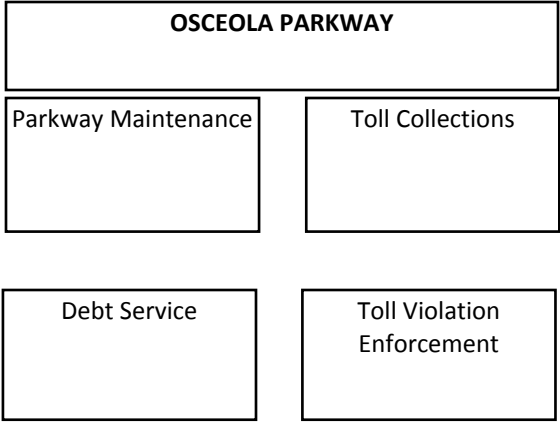 OSCEOLA PARKWAY
Parkway Maintenance
Toll Collections
Debt Service
Toll Violation
Enforcement